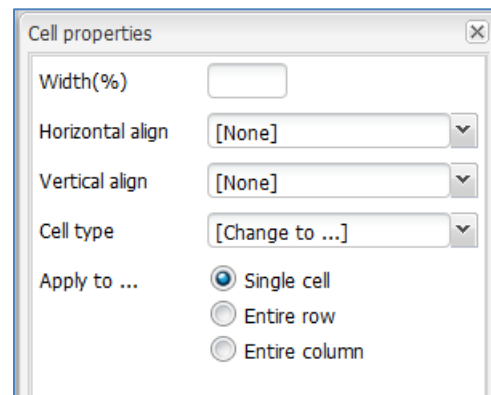 Cell properties
Width(%)
Horizontal align [None]
Vertical align [None]
Cell type [Change to ...]
Apply to ... Single cell
Entire row
Entire column